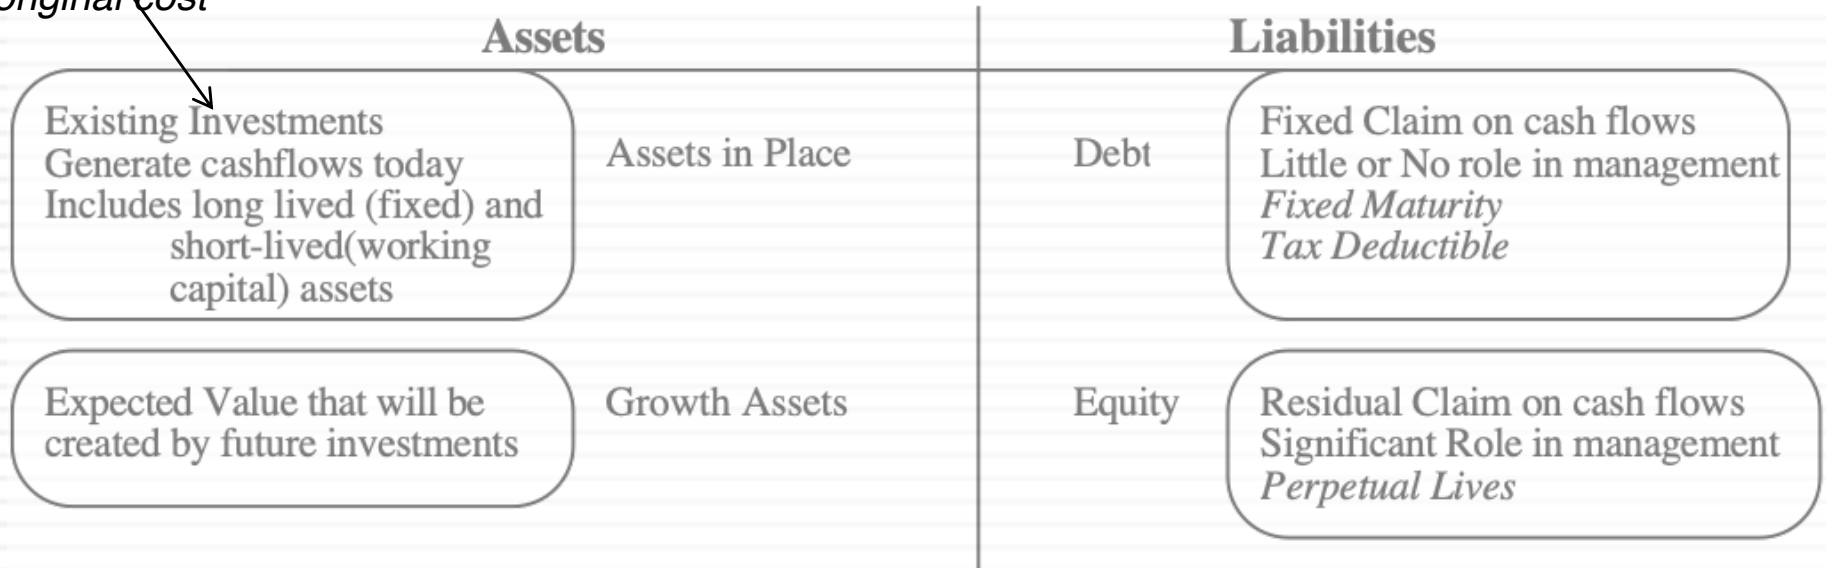 original cost
Assets
Liabilities
Existing Investments
Generate cashflows today
Includes long lived (fixed) and
short-lived(working
capital) assets
Assets in Place
Debt
Fixed Claim on cash flows
Little or No role in management
Fixed Maturity
Tax Deductible
Expected Value that will be
created by future investments
Growth Assets
Equity
Residual Claim on cash flows
Significant Role in management
Perpetual Lives